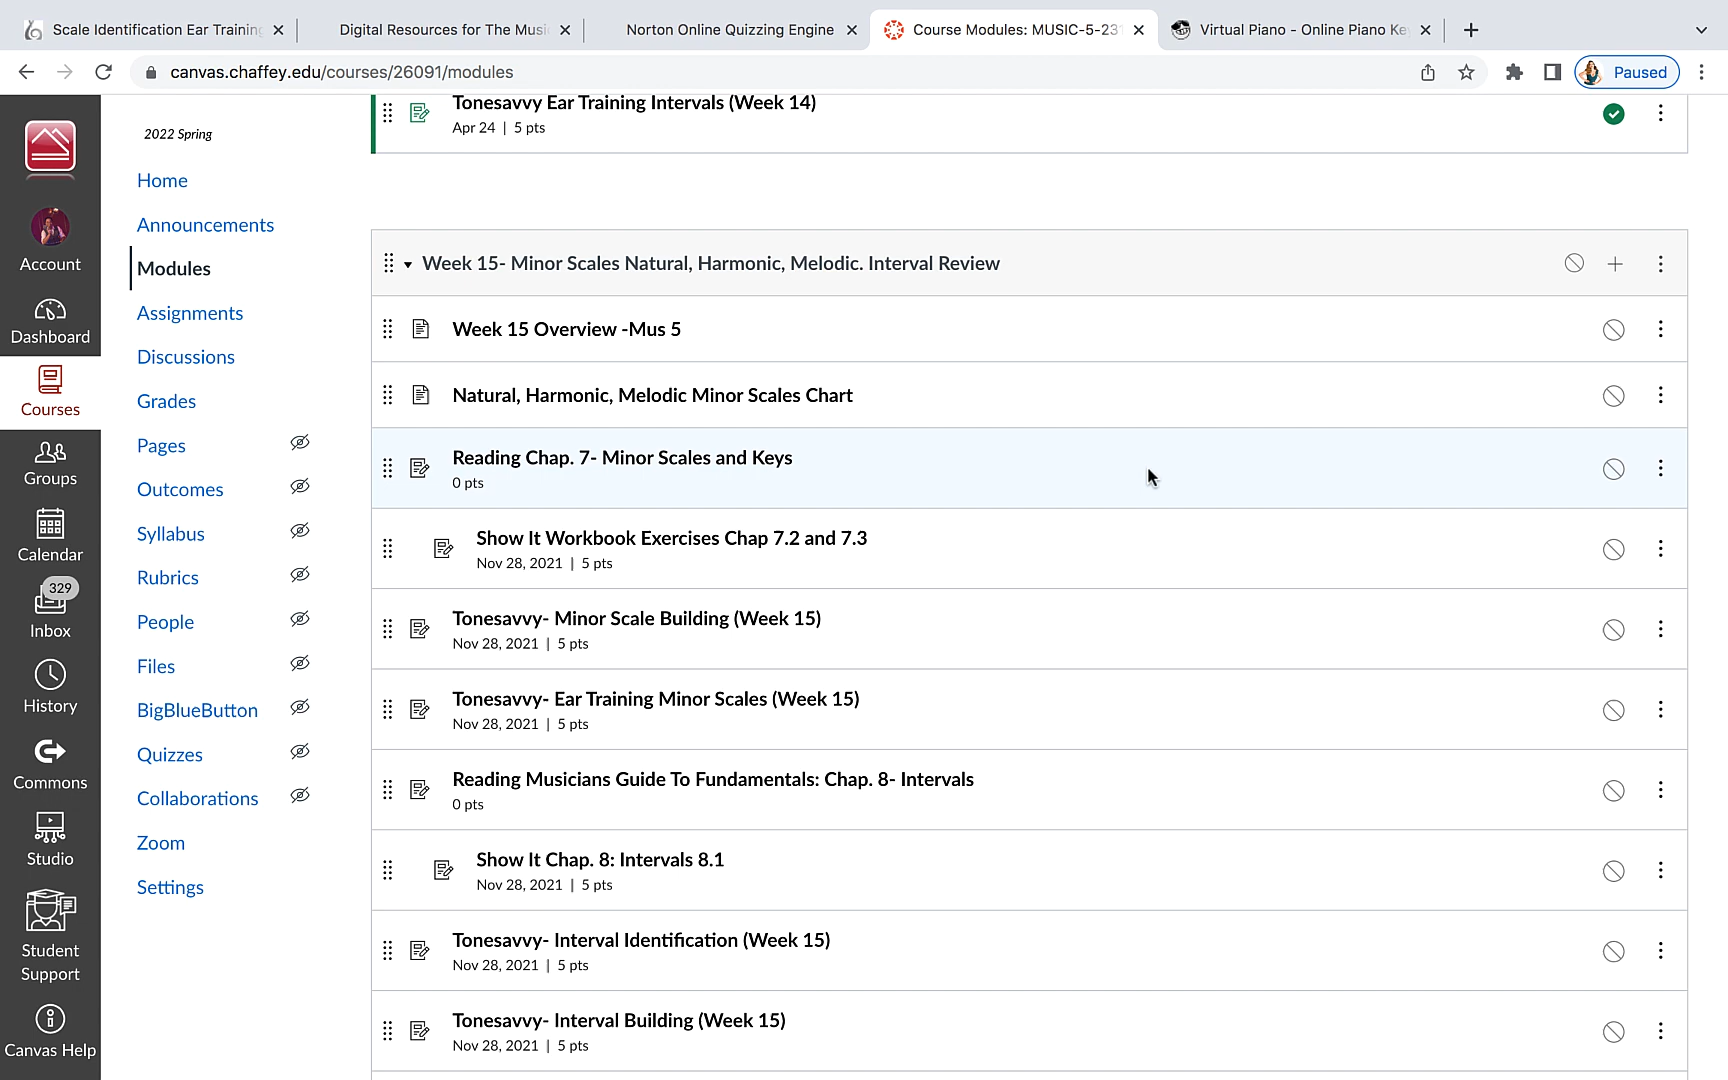 Scale Identification Ear Training
Digital Resources for The Musi
Norton Online Quizzing Engine
Course Modules: MUSIC-5-231
Virtual Piano - Online Piano Ke
canvas.chaffey.edu/courses/26091/modules
Paused
Account
Dashboard
Courses
Groups
Calendar
329
Inbox
History
Commons
Studio
Student
Support
Canvas Help
2022 Spring
Home
Announcements
Modules
Assignments
Discussions
Grades
Pages
Outcomes
Syllabus
Rubrics
People
Files
BigBlueButton
Quizzes
Collaborations
Zoom
Settings
Tonesavvy Ear Training Intervals (Week 14)
Apr 24 | 5 pts
Week 15- Minor Scales Natural, Harmonic, Melodic. Interval Review
Week 15 Overview -Mus 5
Natural, Harmonic, Melodic Minor Scales Chart
Reading Chap. 7- Minor Scales and Keys
0 pts
Show It Workbook Exercises Chap 7.2 and 7.3
Nov 28, 2021 | 5 pts
Tonesavvy- Minor Scale Building (Week 15)
Nov 28, 2021 | 5 pts
Tonesavvy- Ear Training Minor Scales (Week 15)
Nov 28, 2021 | 5 pts
Reading Musicians Guide To Fundamentals: Chap. 8- Intervals
0 pts
Show It Chap. 8: Intervals 8.1
Nov 28, 2021 | 5 pts
Tonesavvy- Interval Identification (Week 15)
Nov 28, 2021 | 5 pts
Tonesavvy- Interval Building (Week 15)
Nov 28, 2021 | 5 pts